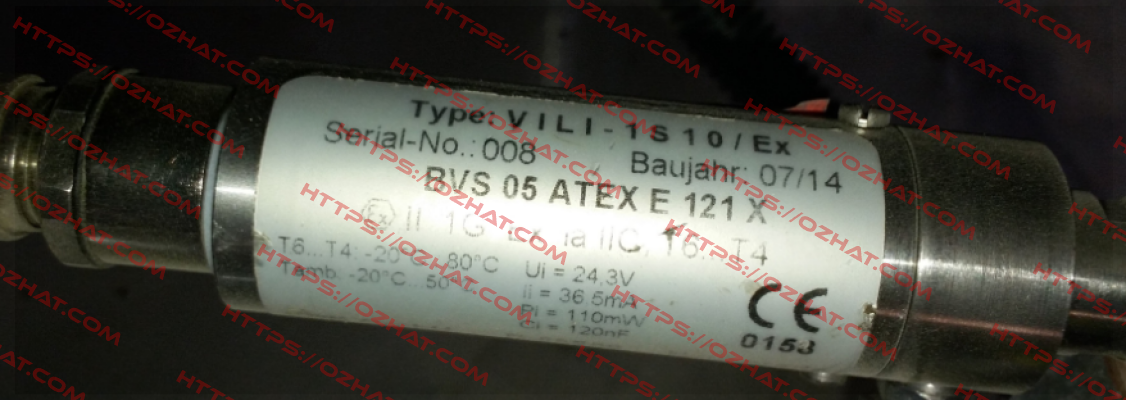 Type: VILI-1S10/Ex
Serial-No.: 008 Baujahr: 07/14
BVS 05 ATEX E 121 X
Ex II 1G Ex ia IIC T6...T4
T6...T4: -20°C...80°C Ui = 24.3V
Tamb. -20°C...50° Ii = 36.5mA
Pi = 110mW
Ci = 120nF
CE
0158
HTTPS://OZHAT.COM